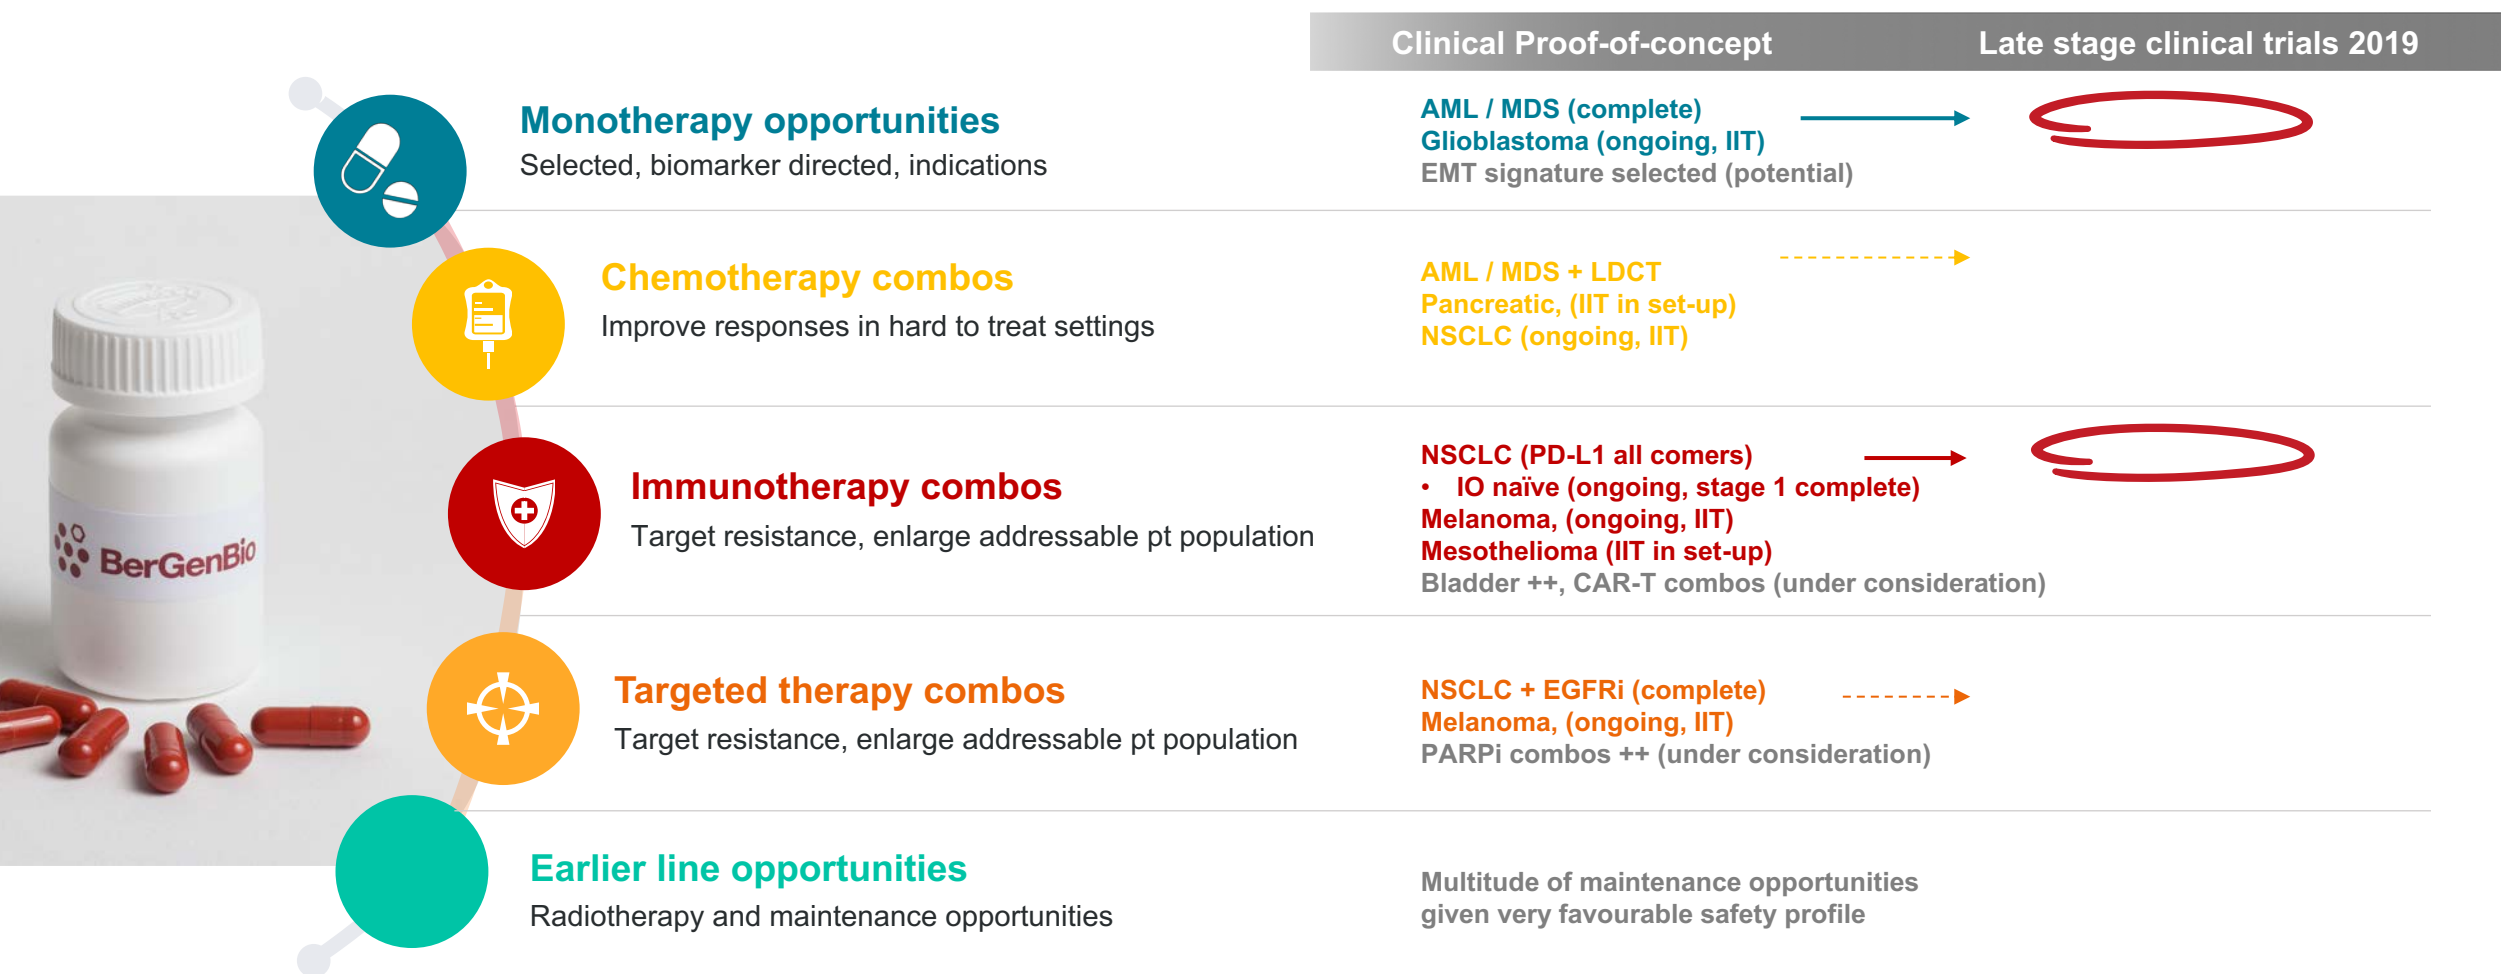 Clinical Proof-of-concept
Late stage clinical trials 2019
Monotherapy opportunities
Selected, biomarker directed, indications
AML / MDS (complete)
Glioblastoma (ongoing, IIT)
EMT signature selected (potential)
Chemotherapy combos
Improve responses in hard to treat settings
AML / MDS + LDCT
Pancreatic, (IIT in set-up)
NSCLC (ongoing, IIT)
Immunotherapy combos
Target resistance, enlarge addressable pt population
NSCLC (PD-L1 all comers)
• IO naïve (ongoing, stage 1 complete)
Melanoma, (ongoing, IIT)
Mesothelioma (IIT in set-up)
Bladder ++, CAR-T combos (under consideration)
BerGenBio
Targeted therapy combos
Target resistance, enlarge addressable pt population
NSCLC + EGFRi (complete)
Melanoma, (ongoing, IIT)
PARPi combos ++ (under consideration)
Earlier line opportunities
Radiotherapy and maintenance opportunities
Multitude of maintenance opportunities
given very favourable safety profile